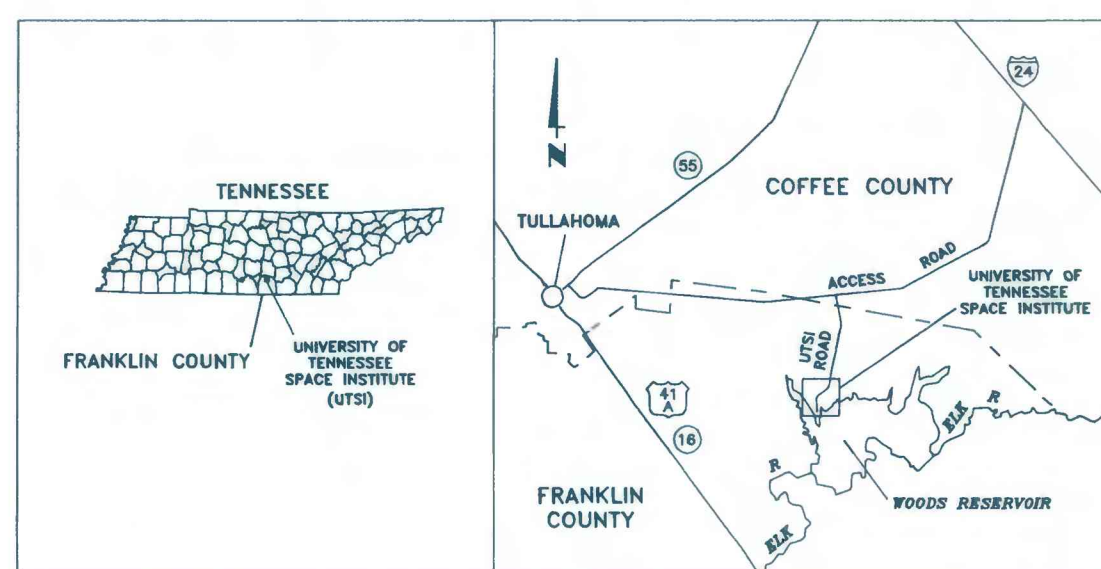 TENNESSEE
FRANKLIN COUNTY
UNIVERSITY OF
TENNESSEE
SPACE INSTITUTE
(UTSI)
N
24
55
COFFEE COUNTY
TULLAHOMA
ACCESS ROAD
UNIVERSITY OF
TENNESSEE
SPACE INSTITUTE
UTSI
ROAD
41
A
16
ELK R
R
ELK
FRANKLIN
COUNTY
WOODS RESERVOIR